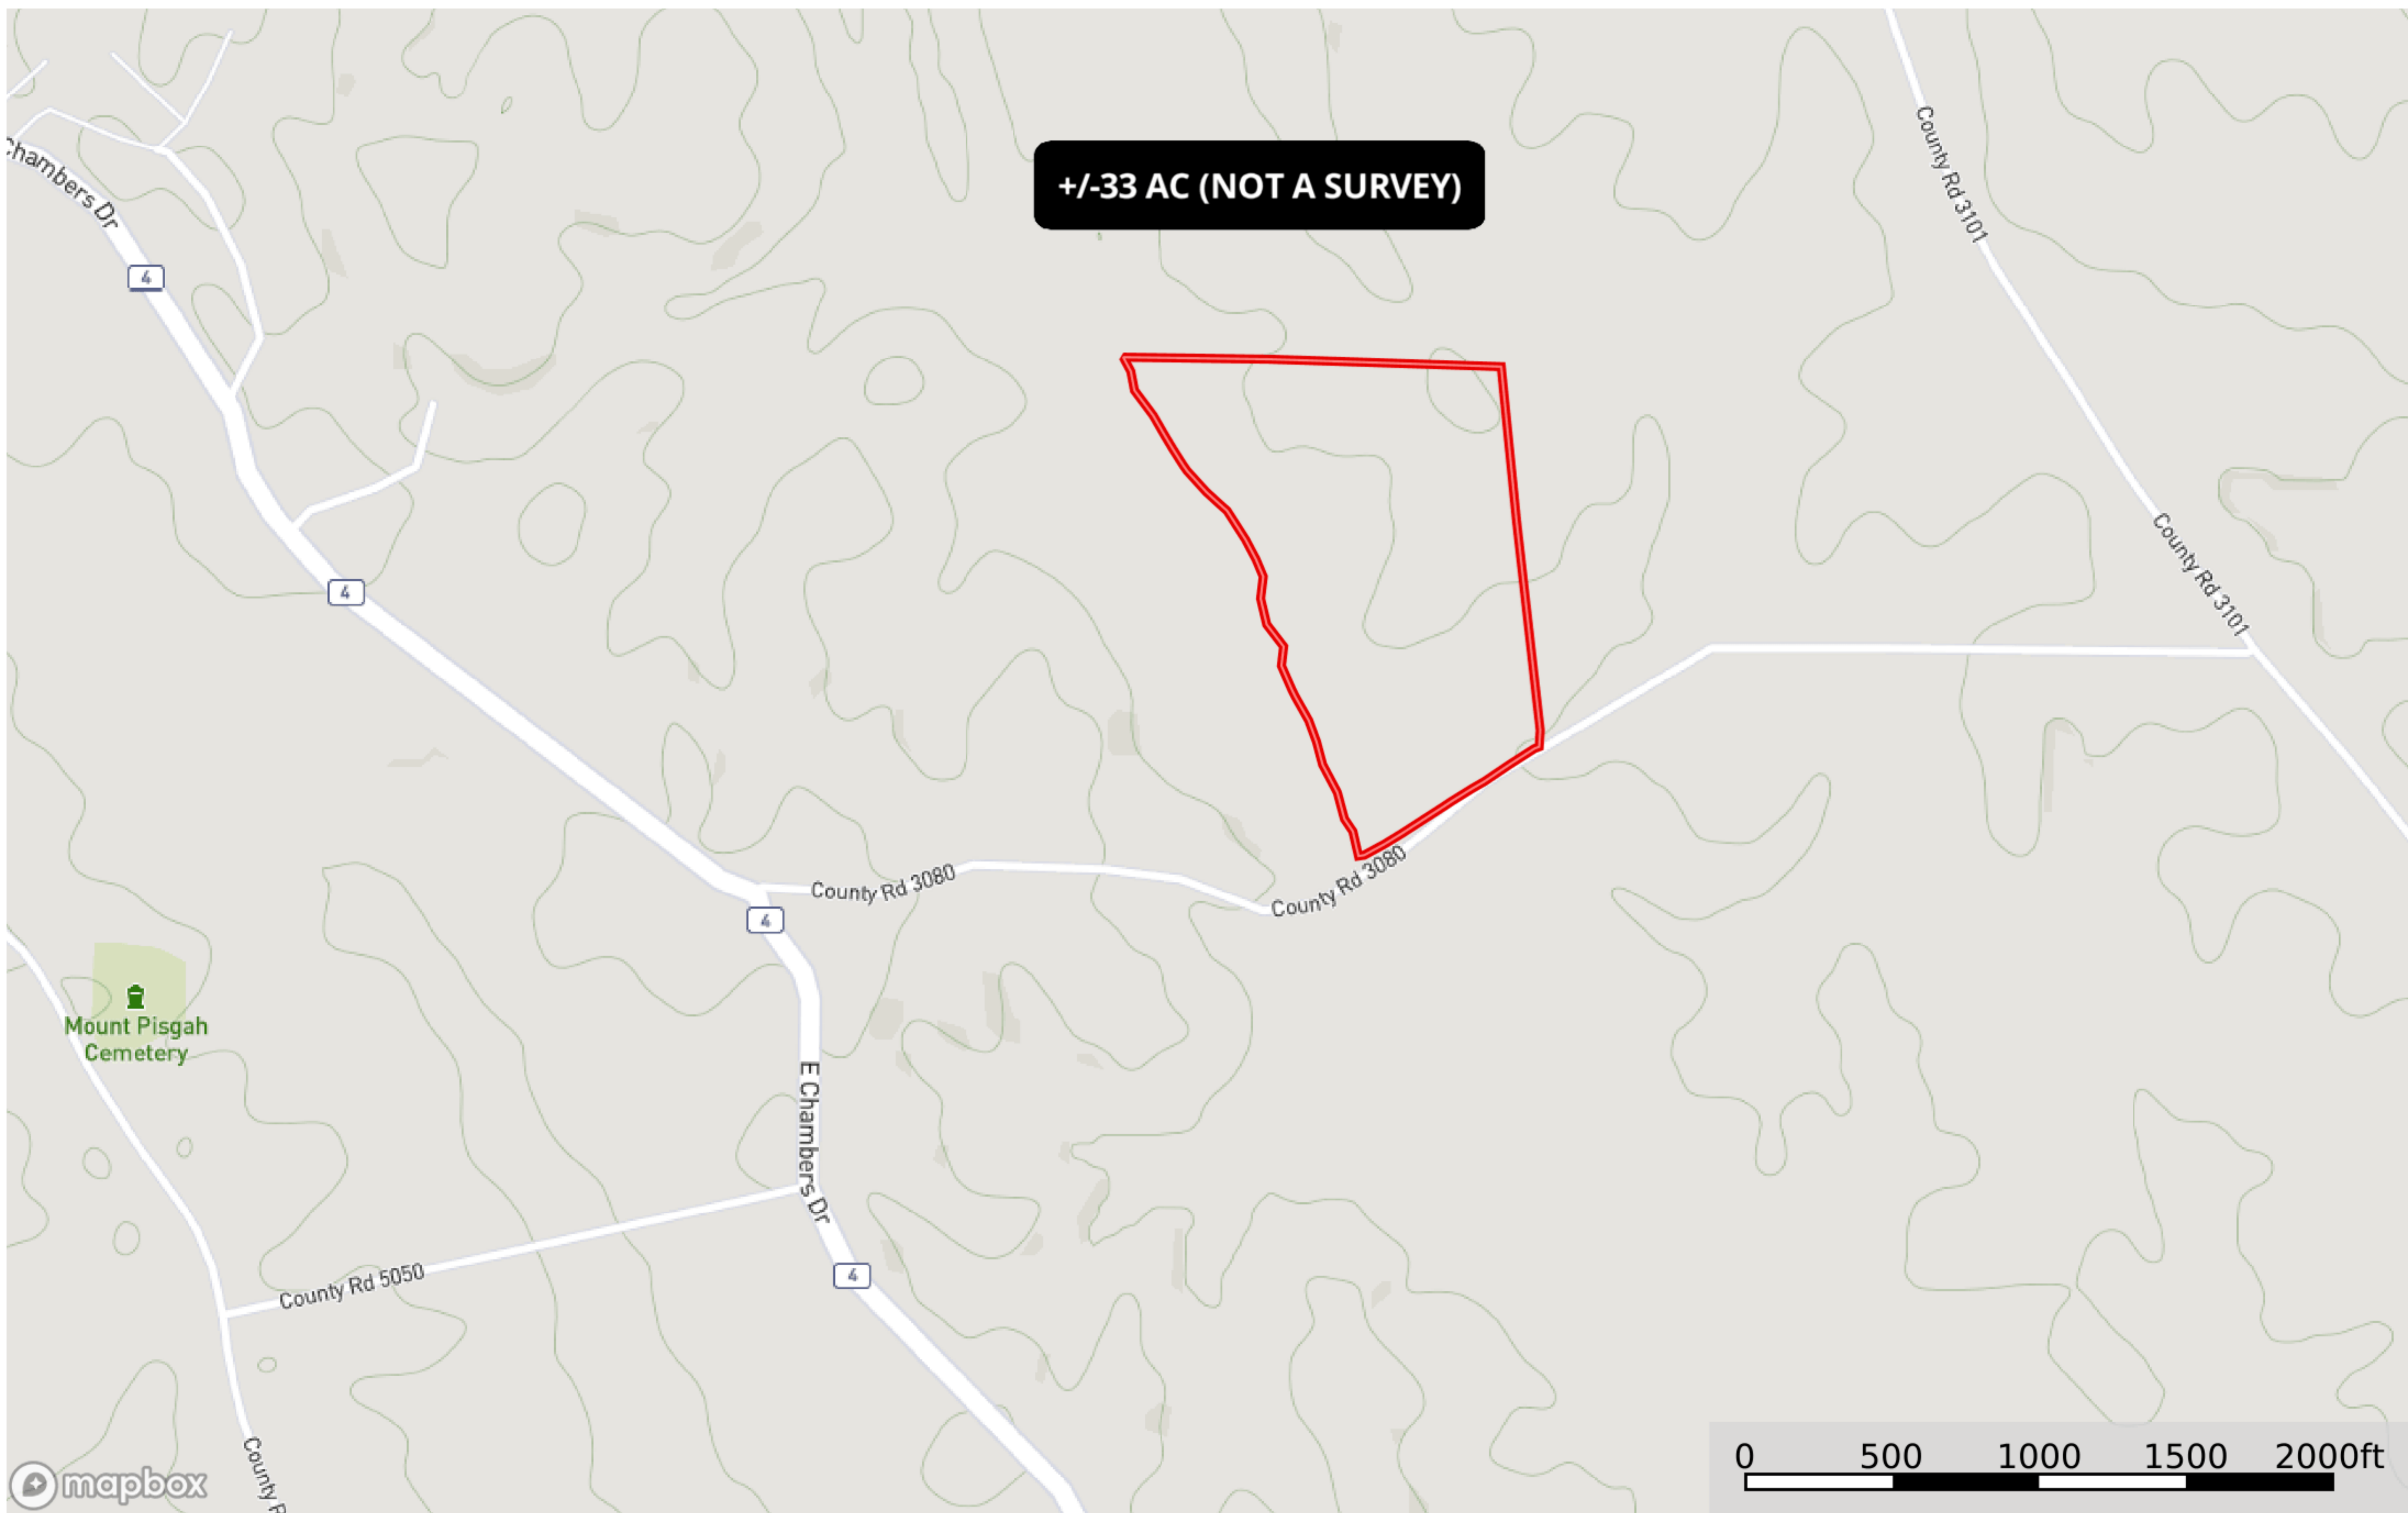 Chambers Dr
County Rd 3101
+/-33 AC (NOT A SURVEY)
4
County Rd 3101
4
County Rd 3080
County Rd 3080
4
Mount Pisgah
Cemetery
E Chambers Dr
County Rd 5050
4
County R
0 500 1000 1500 2000ft
mapbox